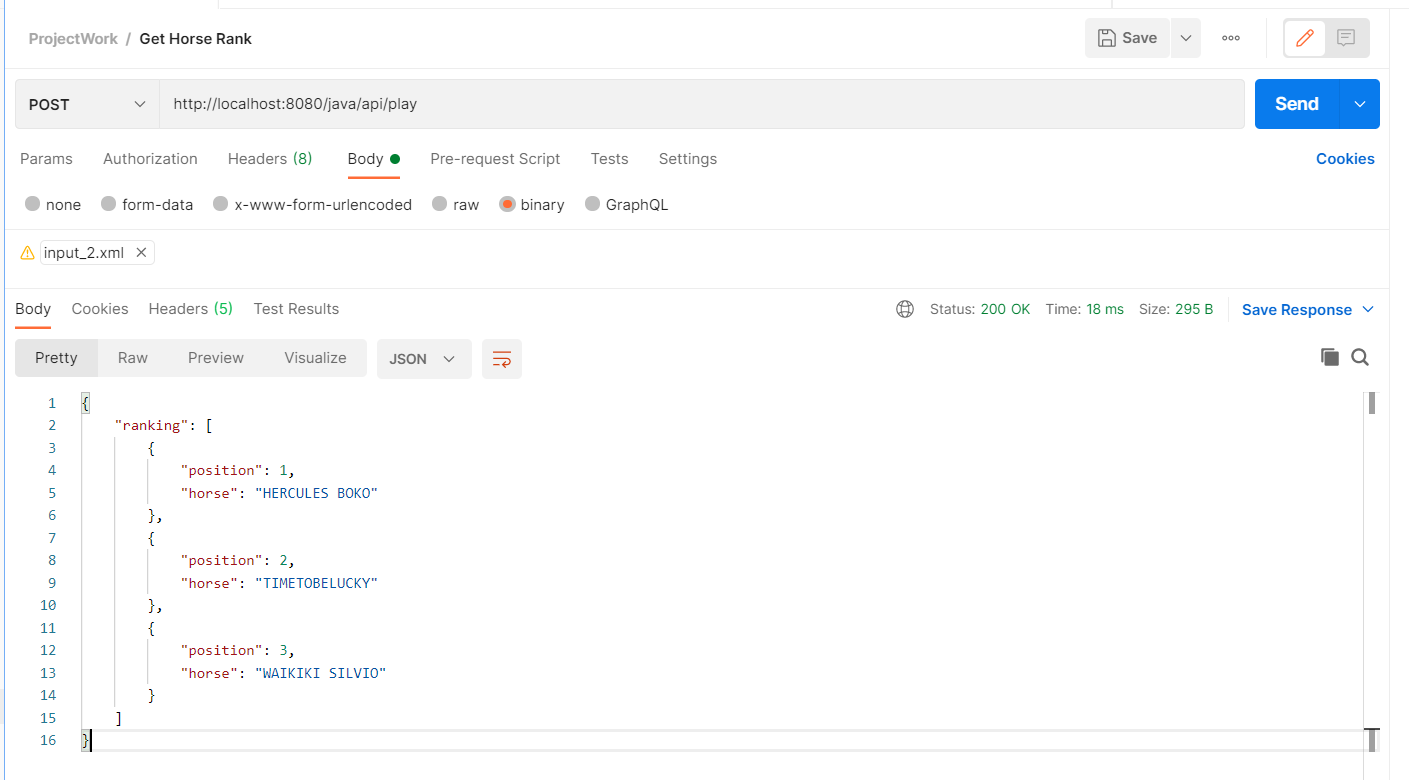 ProjectWork / Get Horse Rank Save
POST http://localhost:8080/java/api/play Send
Params Authorization Headers (8) Body Pre-request Script Tests Settings Cookies
none form-data x-www-form-urlencoded raw binary GraphQL
input_2.xml
Body Cookies Headers (5) Test Results Status: 200 OK Time: 18 ms Size: 295 B Save Response
Pretty Raw Preview Visualize JSON
1 {
2 "ranking": [
3 {
4 "position": 1,
5 "horse": "HERCULES BOKO"
6 },
7 {
8 "position": 2,
9 "horse": "TIMETOBELUCKY"
10 },
11 {
12 "position": 3,
13 "horse": "WAIKIKI SILVIO"
14 }
15 ]
16 }